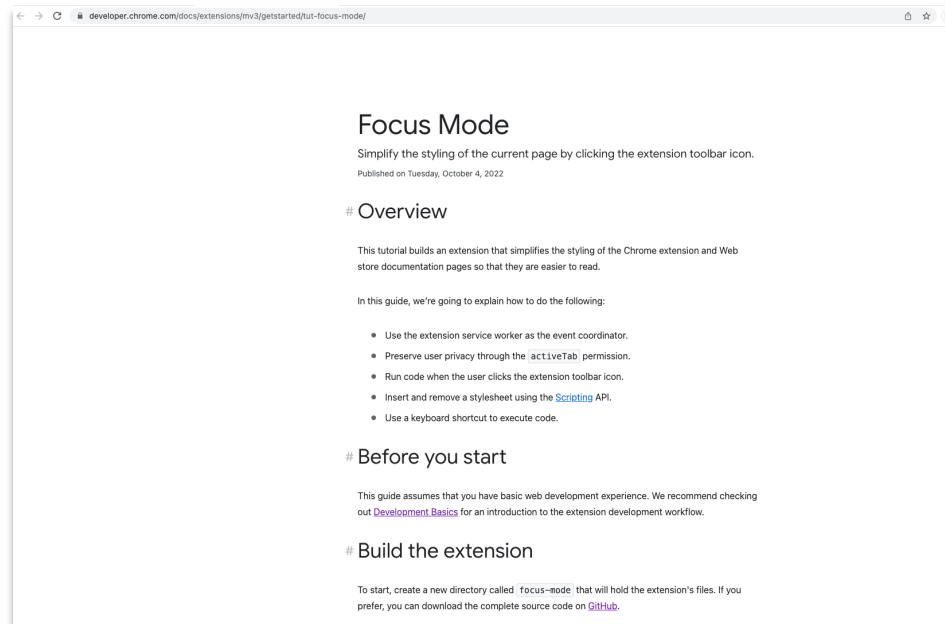 developer.chrome.com/docs/extensions/mv3/getstarted/tut-focus-mode/
Focus Mode
Simplify the styling of the current page by clicking the extension toolbar icon.
Published on Tuesday, October 4, 2022
# Overview
This tutorial builds an extension that simplifies the styling of the Chrome extension and Web
store documentation pages so that they are easier to read.
In this guide, we're going to explain how to do the following:
Use the extension service worker as the event coordinator.
Preserve user privacy through the activeTab permission.
Run code when the user clicks the extension toolbar icon.
Insert and remove a stylesheet using the Scripting API.
Use a keyboard shortcut to execute code.
# Before you start
This guide assumes that you have basic web development experience. We recommend checking
out Development Basics for an introduction to the extension development workflow.
# Build the extension
To start, create a new directory called focus-mode that will hold the extension's files. If you
prefer, you can download the complete source code on GitHub.